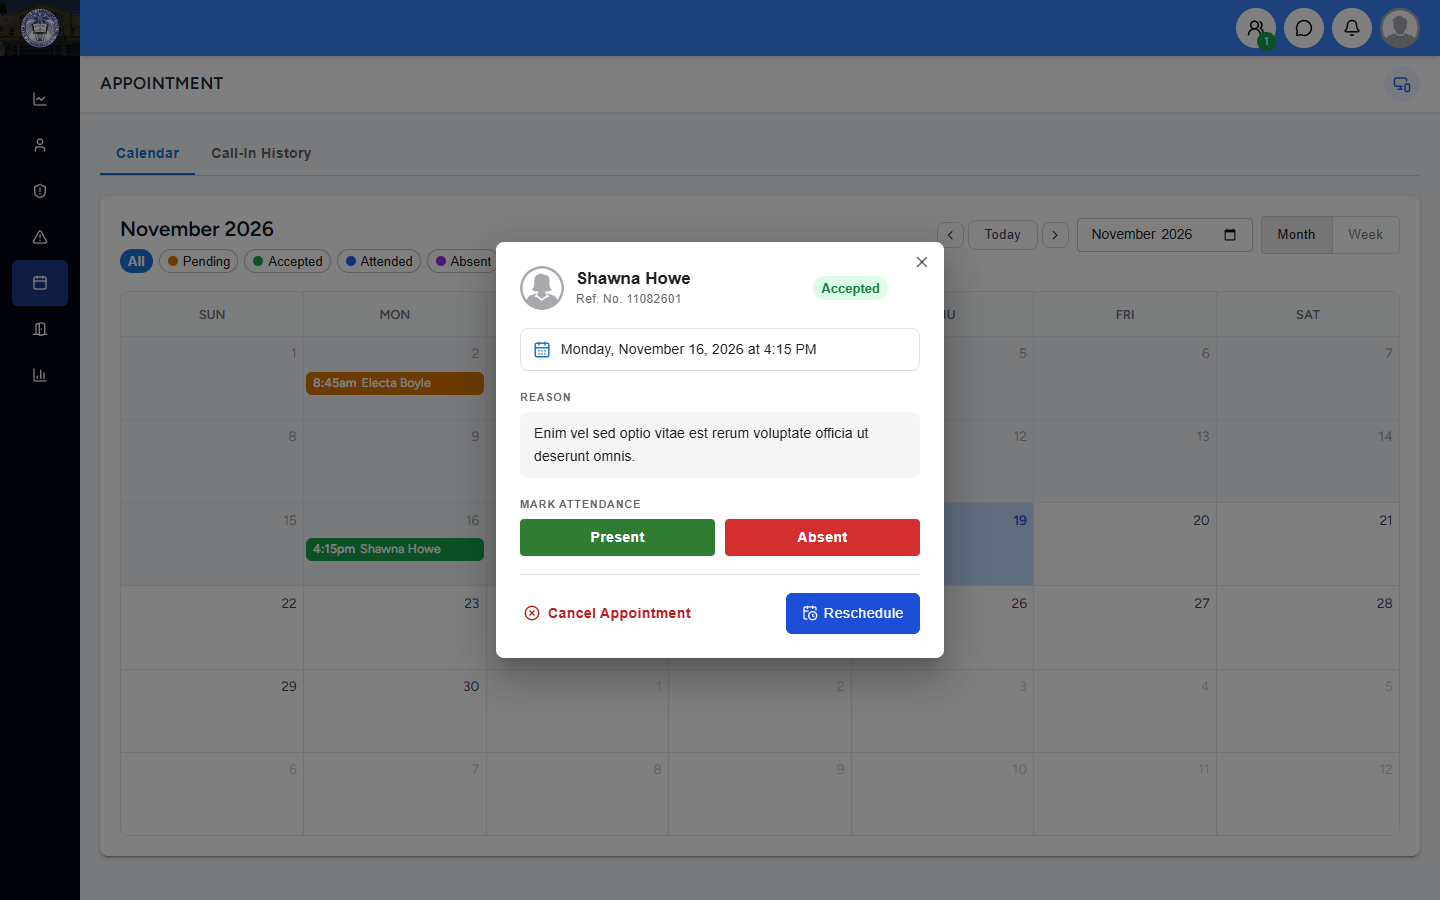 1
APPOINTMENT
Calendar
Call-In History
November 2026
Today
November 2026
Month
Week
All
Pending
Accepted
Attended
Absent
SUN
MON
FRI
SAT
1
2
5
6
7
8:45am Electa Boyle
8
9
12
13
14
15
16
19
20
21
4:15pm Shawna Howe
22
23
26
27
28
29
30
1
2
3
4
5
6
7
8
9
10
11
12
Shawna Howe
Ref. No. 11082601
Accepted
Monday, November 16, 2026 at 4:15 PM
REASON
Enim vel sed optio vitae est rerum voluptate officia ut
deserunt omnis.
MARK ATTENDANCE
Present
Absent
Cancel Appointment
Reschedule